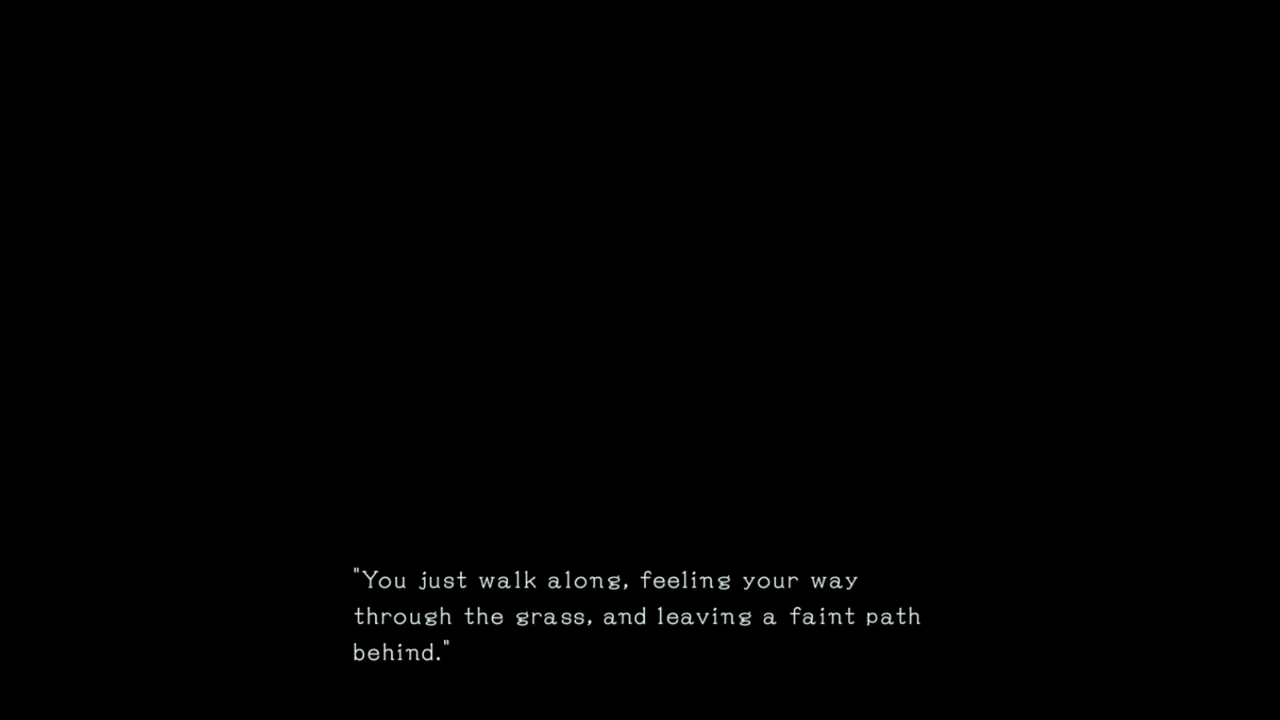 "You just walk along, feeling your way
through the grass, and leaving a faint path
behind."